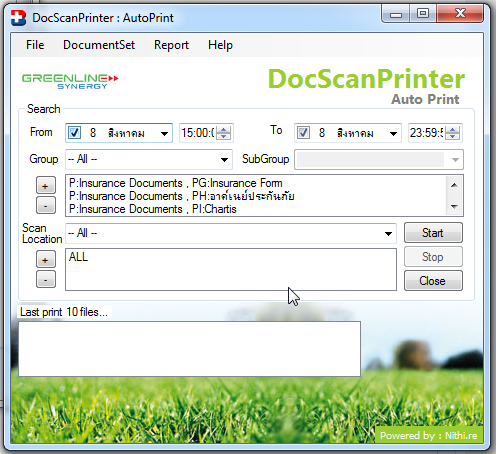 DocScanPrinter : AutoPrint
File DocumentSet Report Help
GREENLINE SYNERGY
DocScanPrinter
Auto Print
Search
From 8 สิงหาคม 15:00:0 To 8 สิงหาคม 23:59:5
Group -- All -- SubGroup
+
-
P:Insurance Documents , PG:Insurance Form
P:Insurance Documents , PH:อาคเนย์ประกันภัย
P:Insurance Documents , PI:Chartis
Scan Location -- All -- Start
+
-
ALL
Stop
Close
Last print 10 files...
Powered by : Nithi.re